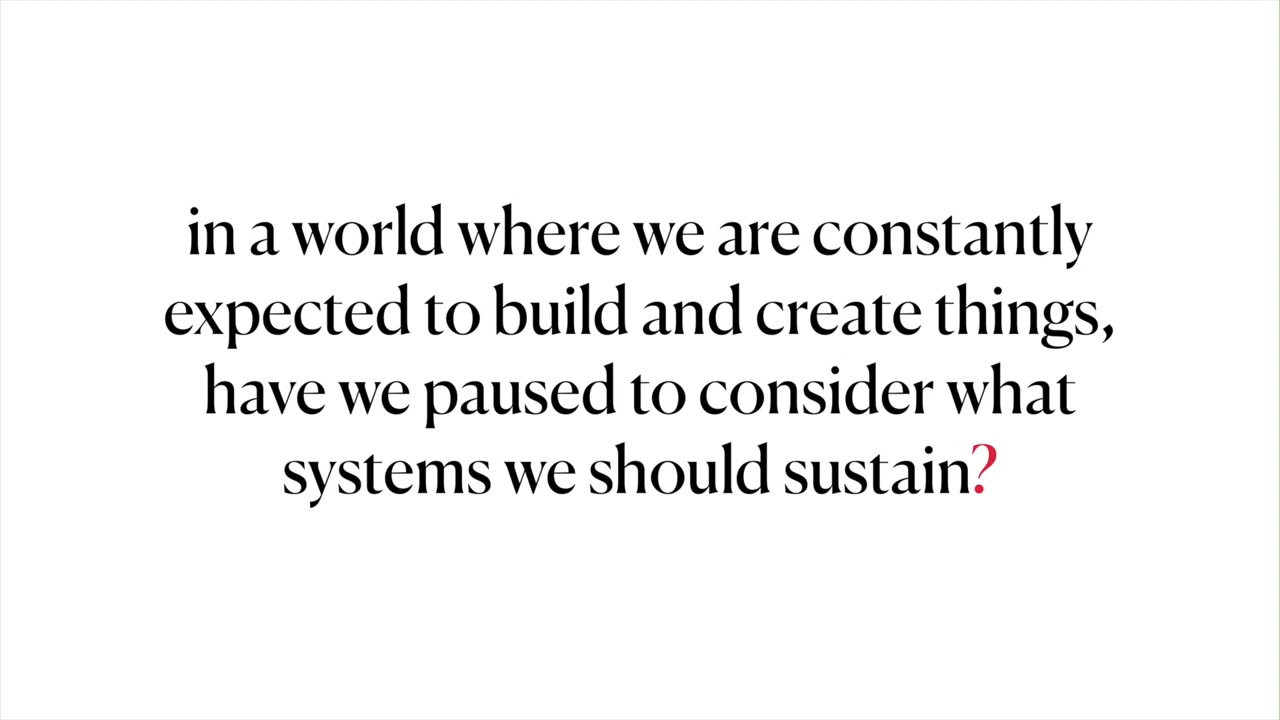 in a world where we are constantly
expected to build and create things,
have we paused to consider what
systems we should sustain?